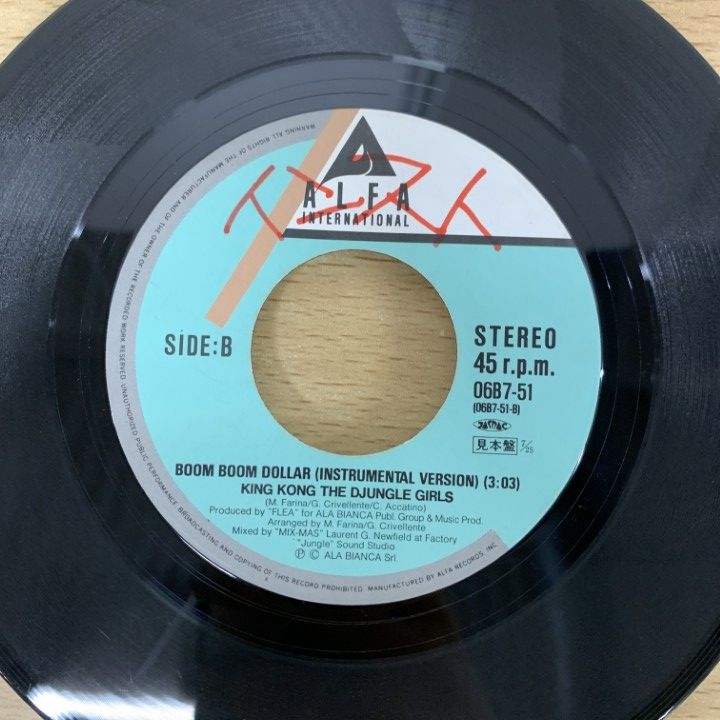 ALFA
INTERNATIONAL
インスト
SIDE:B
STEREO
45 r.p.m.
06B7-51
(06B7-51-B)
JASRAC
見本盤 7/25
BOOM BOOM DOLLAR (INSTRUMENTAL VERSION) (3:03)
KING KONG THE DJUNGLE GIRLS
(M. Farina/G. Crivellente/C. Accatino)
Produced by "FLEA" for ALA BIANCA Publ. Group & Music Prod.
Arranged by M. Farina/G. Crivellente
Mixed by "MIX-MAS" Laurent G. Newfield at Factory
"Jungle" Sound Studio
Ⓟ © ALA BIANCA Srl.
WARNING: ALL RIGHTS OF THE MANUFACTURER AND OF THE OWNER OF THE RECORDED WORK RESERVED. UNAUTHORIZED PUBLIC PERFORMANCE BROADCASTING AND COPYING OF THIS RECORD PROHIBITED. MANUFACTURED BY ALFA RECORDS, INC.